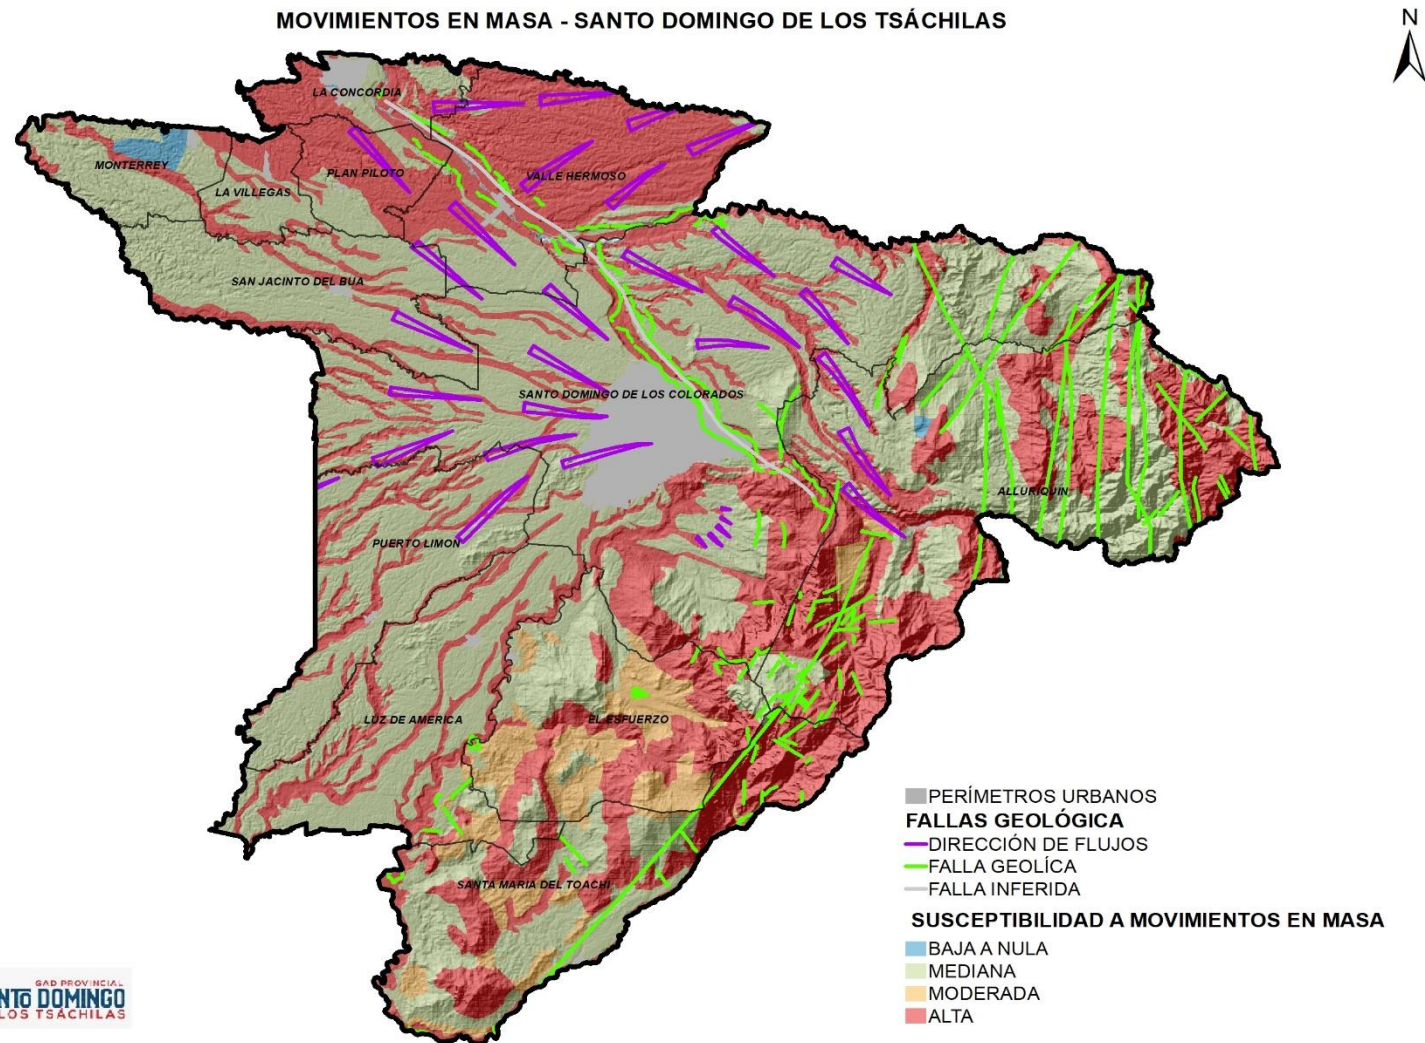 MOVIMIENTOS EN MASA - SANTO DOMINGO DE LOS TSÁCHILAS
N
LA CONCORDIA
MONTERREY
LA VILLEGAS
PLAN PILOTO
VALLE HERMOSO
SAN JACINTO DEL BUA
SANTO DOMINGO DE LOS COLORADOS
ALLURIQUIN
PUERTO LIMON
LUZ DE AMERICA
EL ESFUERZO
SANTA MARIA DEL TOACHI
PERÍMETROS URBANOS
FALLAS GEOLÓGICA
DIRECCIÓN DE FLUJOS
FALLA GEOLÍCA
FALLA INFERIDA
SUSCEPTIBILIDAD A MOVIMIENTOS EN MASA
BAJA A NULA
MEDIANA
MODERADA
ALTA
GAD PROVINCIAL
NTO DOMINGO
LOS TSÁCHILAS